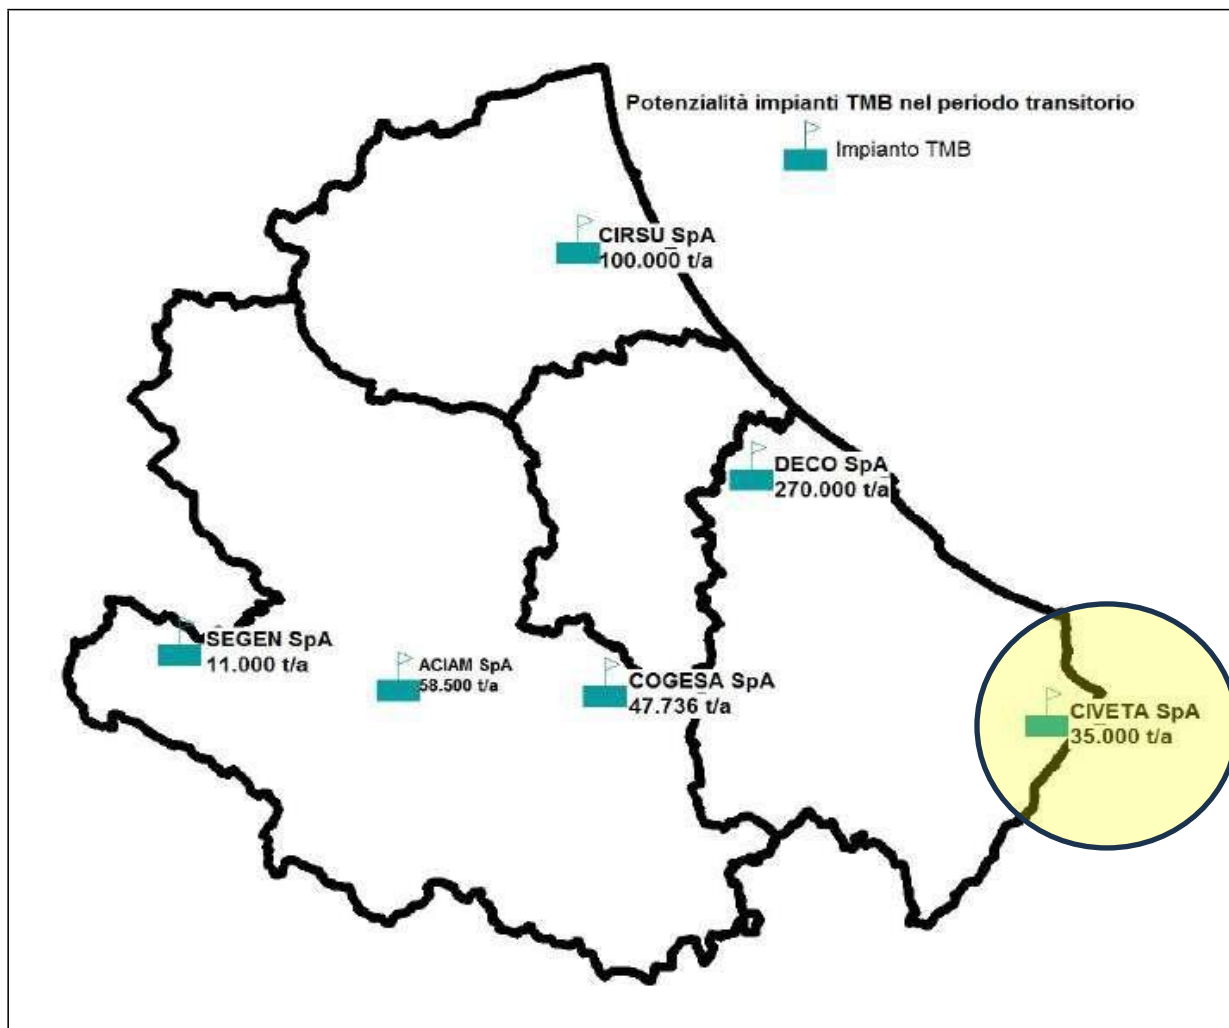 Potenzialità impianti TMB nel periodo transitorio
Impianto TMB
CIRSU SpA
100.000 t/a
DECO SpA
270.000 t/a
SEGEN SpA
11.000 t/a
ACIAM SpA
58.500 t/a
COGESA SpA
47.736 t/a
CIVETA SpA
35.000 t/a